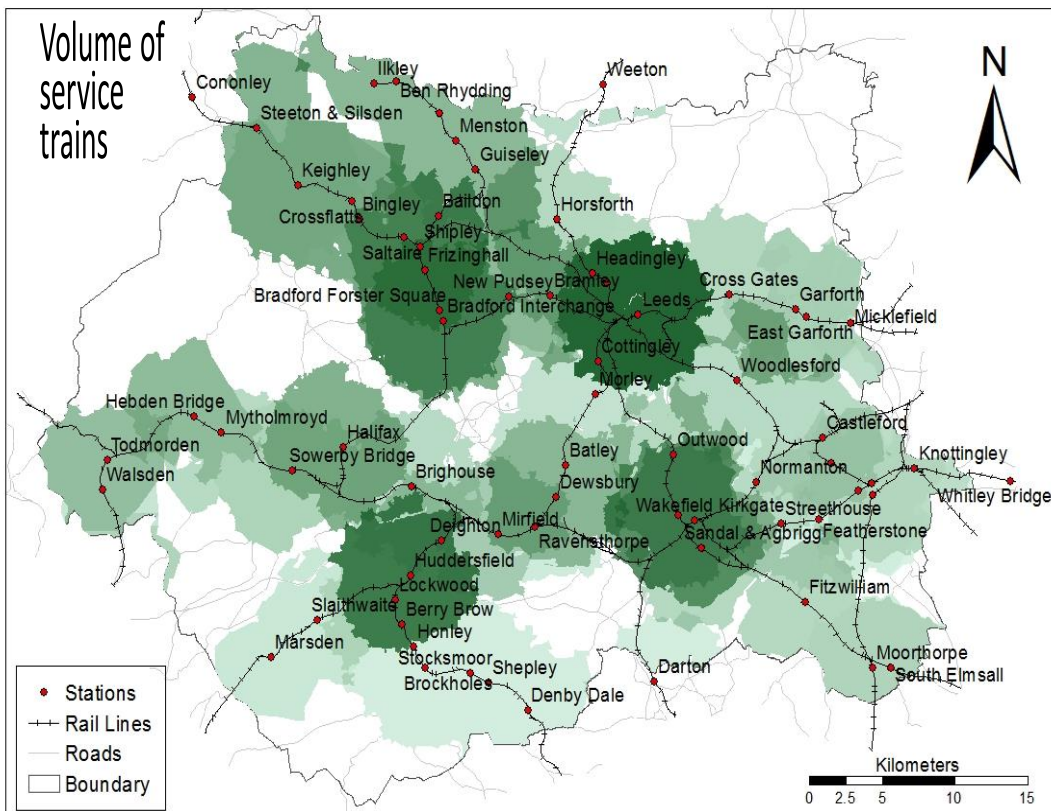 Volume of
service
trains
N
Cononley
Ilkley
Ben Rhydding
Weeton
Steeton & Silsden
Menston
Guiseley
Keighley
Bingley
Baildon
Crossflatts
Horsforth
Shipley
Saltaire
Frizinghall
Headingley
New Pudsey
Bramley
Cross Gates
Bradford Forster Square
Bradford Interchange
Leeds
Garforth
Micklefield
East Garforth
Cottingley
Woodlesford
Morley
Hebden Bridge
Mytholmroyd
Halifax
Outwood
Castleford
Todmorden
Sowerby Bridge
Batley
Normanton
Knottingley
Walsden
Brighouse
Dewsbury
Whitley Bridge
Wakefield Kirkgate
Streethouse
Deighton
Mirfield
Sandal & Agbrigg
Featherstone
Ravensthorpe
Huddersfield
Lockwood
Fitzwilliam
Slaithwaite
Berry Brow
Honley
Marsden
Moorthorpe
Stocksmoor
Shepley
Darton
South Elmsall
Brockholes
Denby Dale
Stations
Rail Lines
Roads
Boundary
Kilometers
0 2.5 5 10 15